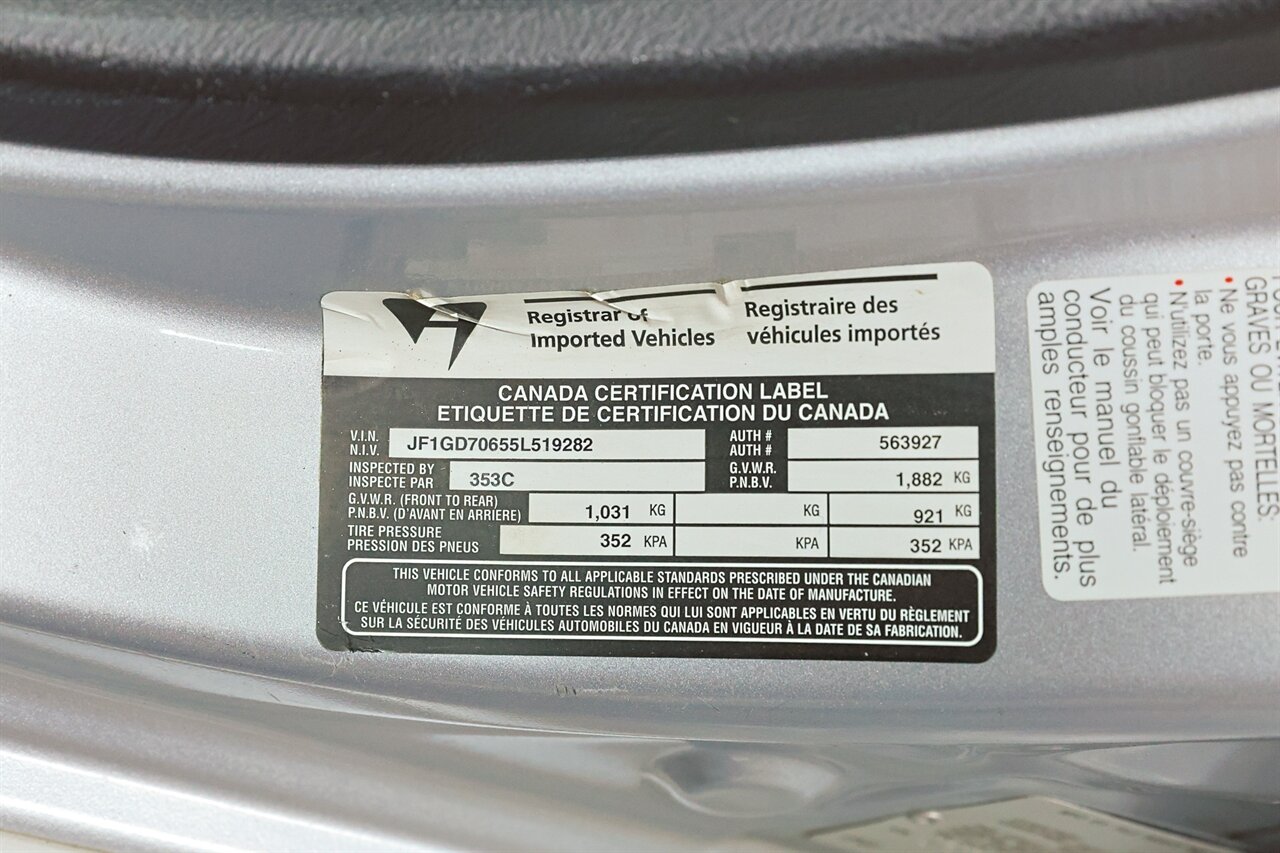 Registrar of
Imported Vehicles
Registraire des
véhicules importés
CANADA CERTIFICATION LABEL
ETIQUETTE DE CERTIFICATION DU CANADA
V.I.N.
N.I.V.
JF1GD70655L519282
AUTH #
AUTH #
563927
INSPECTED BY
INSPECTE PAR
353C
G.V.W.R.
P.N.B.V.
1,882 KG
G.V.W.R. (FRONT TO REAR)
P.N.B.V. (D'AVANT EN ARRIÈRE)
1,031 KG
KG
921 KG
TIRE PRESSURE
PRESSION DES PNEUS
352 KPA
KPA
352 KPA
THIS VEHICLE CONFORMS TO ALL APPLICABLE STANDARDS PRESCRIBED UNDER THE CANADIAN
MOTOR VEHICLE SAFETY REGULATIONS IN EFFECT ON THE DATE OF MANUFACTURE.
CE VÉHICULE EST CONFORME À TOUTES LES NORMES QUI LUI SONT APPLICABLES EN VERTU DU RÈGLEMENT
SUR LA SÉCURITÉ DES VÉHICULES AUTOMOBILES DU CANADA EN VIGUEUR À LA DATE DE SA FABRICATION.
GRAVES OU MORTELLES:
• Ne vous appuyez pas contre
la porte.
• N'utilizez pas un couvre-siège
qui peut bloquer le déploiement
du coussin gonflable latéral.
Voir le manuel du
conducteur pour de plus
amples renseignements.